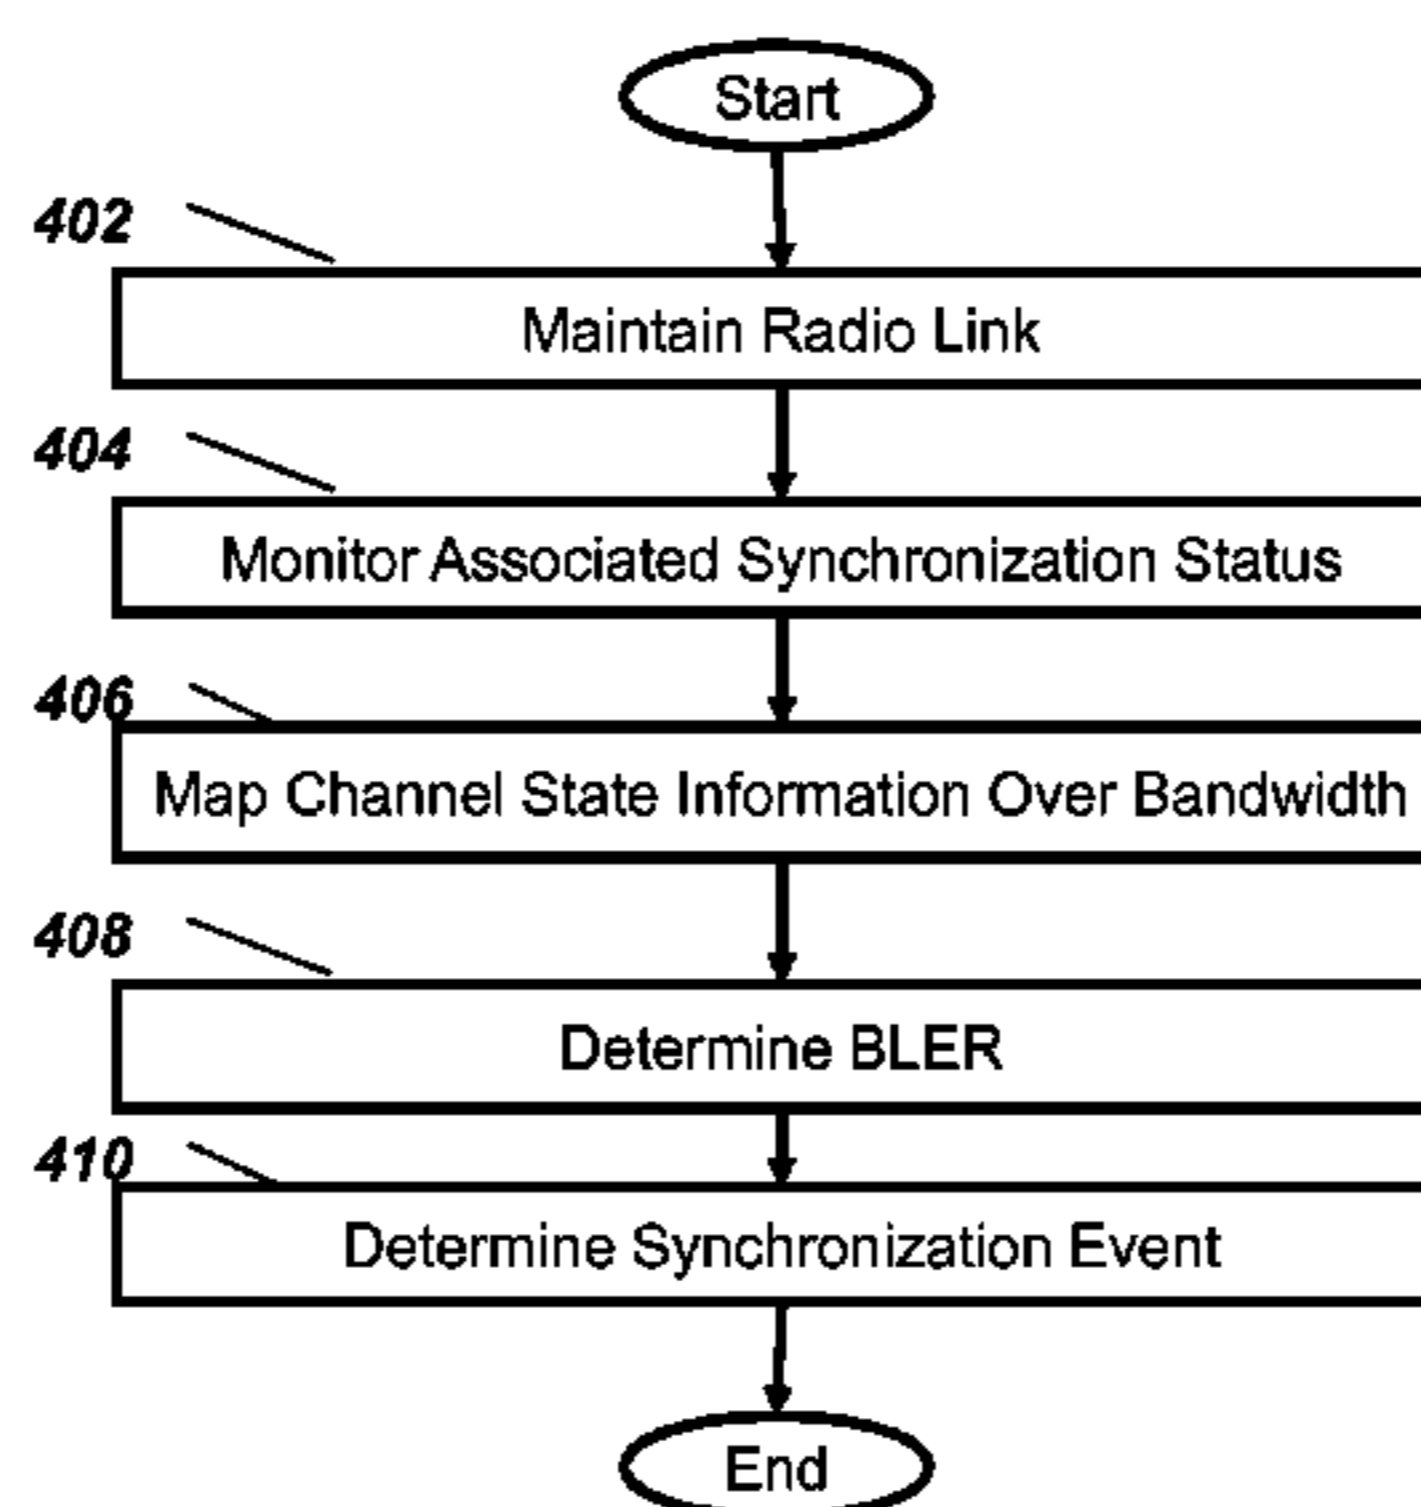 Start
402
Maintain Radio Link
404
Monitor Associated Synchronization Status
406
Map Channel State Information Over Bandwidth
408
Determine BLER
410
Determine Synchronization Event
End